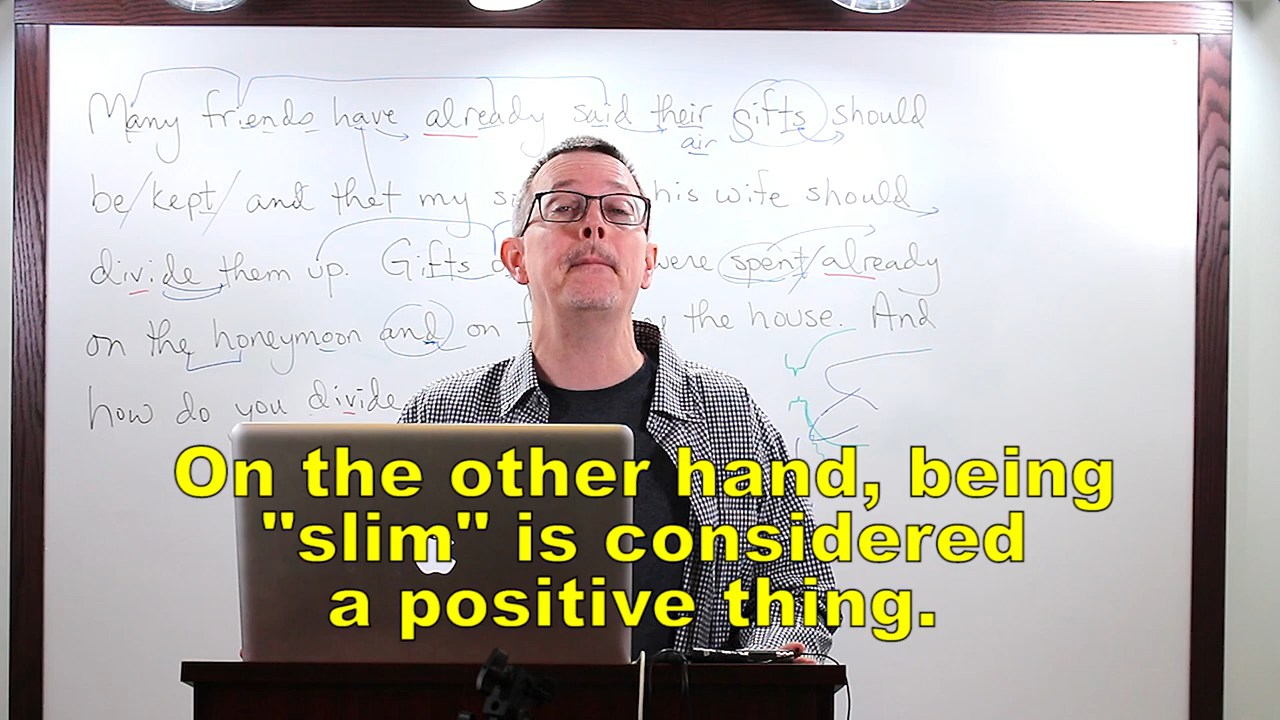 Many friends have already said their gifts should
air
be/kept/ and that my his wife should
divide them up. Gifts were spent/already
on the honeymoon and on the house. And
how do you divide
On the other hand, being
"slim" is considered
a positive thing.